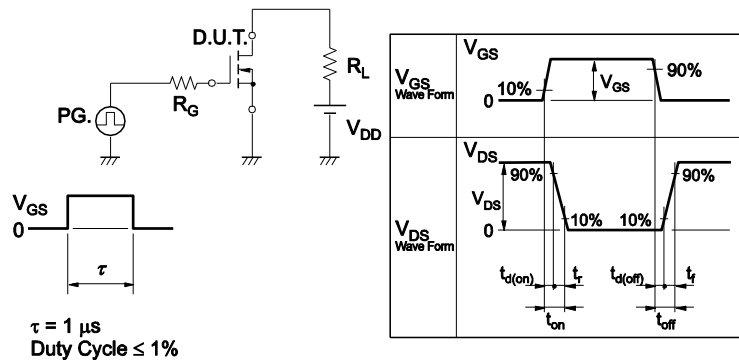 D.U.T.
R_L
R_G
PG.
V_DD
V_GS
0
τ
τ = 1 μs
Duty Cycle ≤ 1%
V_GS
Wave Form
V_GS
10%
0
V_GS
90%
V_DS
Wave Form
V_DS
90%
V_DS
0
10%
10%
90%
t_d(on)
t_r
t_d(off)
t_f
t_on
t_off